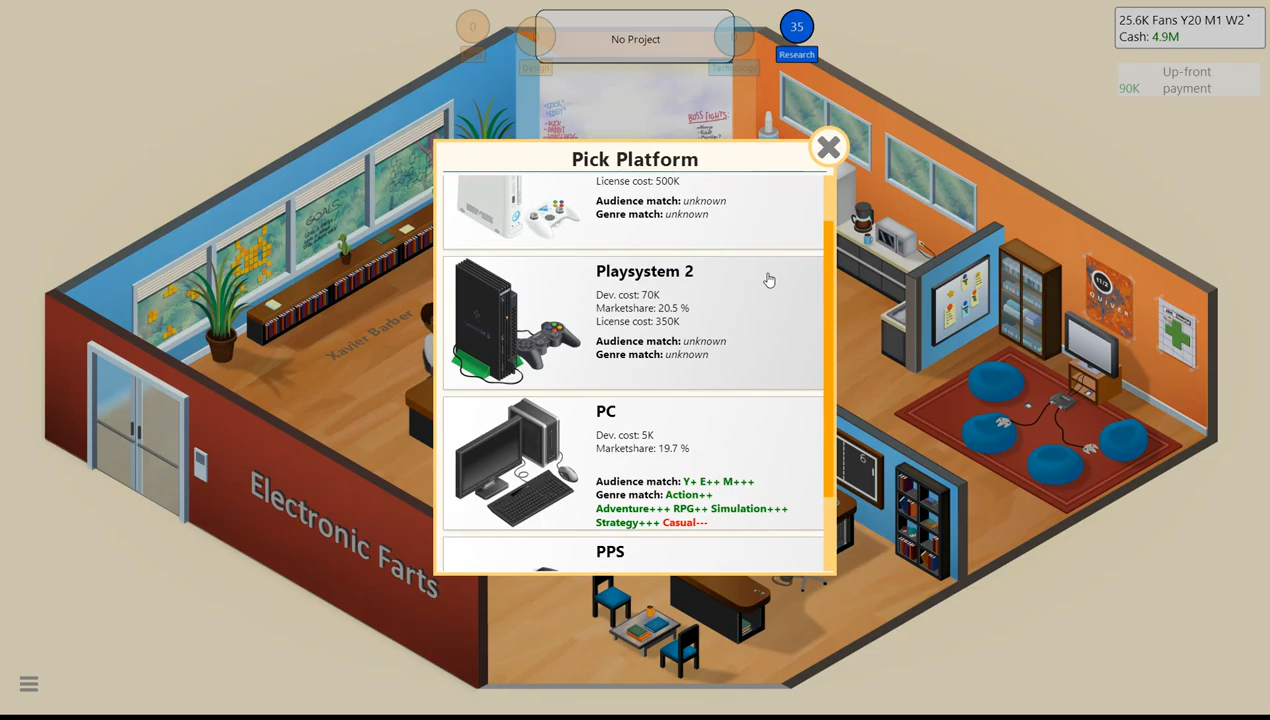 25.6K Fans Y20 M1 W2
Cash: 4.9M
No Project
35
Research
0
Design
Technology
Up-front
payment
90K
BOSS FIGHTS:
GOALS:
Pick Platform
License cost: 500K
Audience match: unknown
Genre match: unknown
Playsystem 2
Dev. cost: 70K
Marketshare: 20.5 %
License cost: 350K
Audience match: unknown
Genre match: unknown
PC
Dev. cost: 5K
Marketshare: 19.7 %
Audience match: Y+ E++ M+++
Genre match: Action++
Adventure+++ RPG++ Simulation+++
Strategy+++ Casual---
PPS
Xavier Barber
Electronic Farts
6